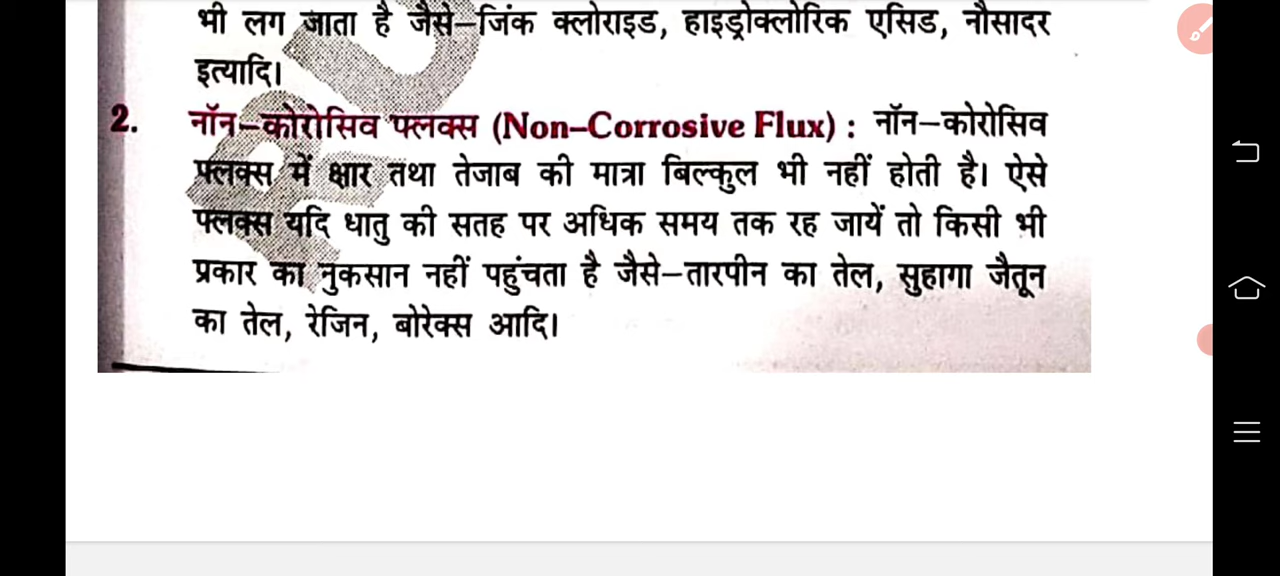 भी लग जाता है जैसे–जिंक क्लोराइड, हाइड्रोक्लोरिक एसिड, नौसादर
इत्यादि।
2. नॉन–कोरोसिव फ्लक्स (Non–Corrosive Flux) : नॉन–कोरोसिव
फ्लक्स में क्षार तथा तेजाब की मात्रा बिल्कुल भी नहीं होती है। ऐसे
फ्लक्स यदि धातु की सतह पर अधिक समय तक रह जायें तो किसी भी
प्रकार का नुकसान नहीं पहुंचता है जैसे–तारपीन का तेल, सुहागा जैतून
का तेल, रेजिन, बोरेक्स आदि।